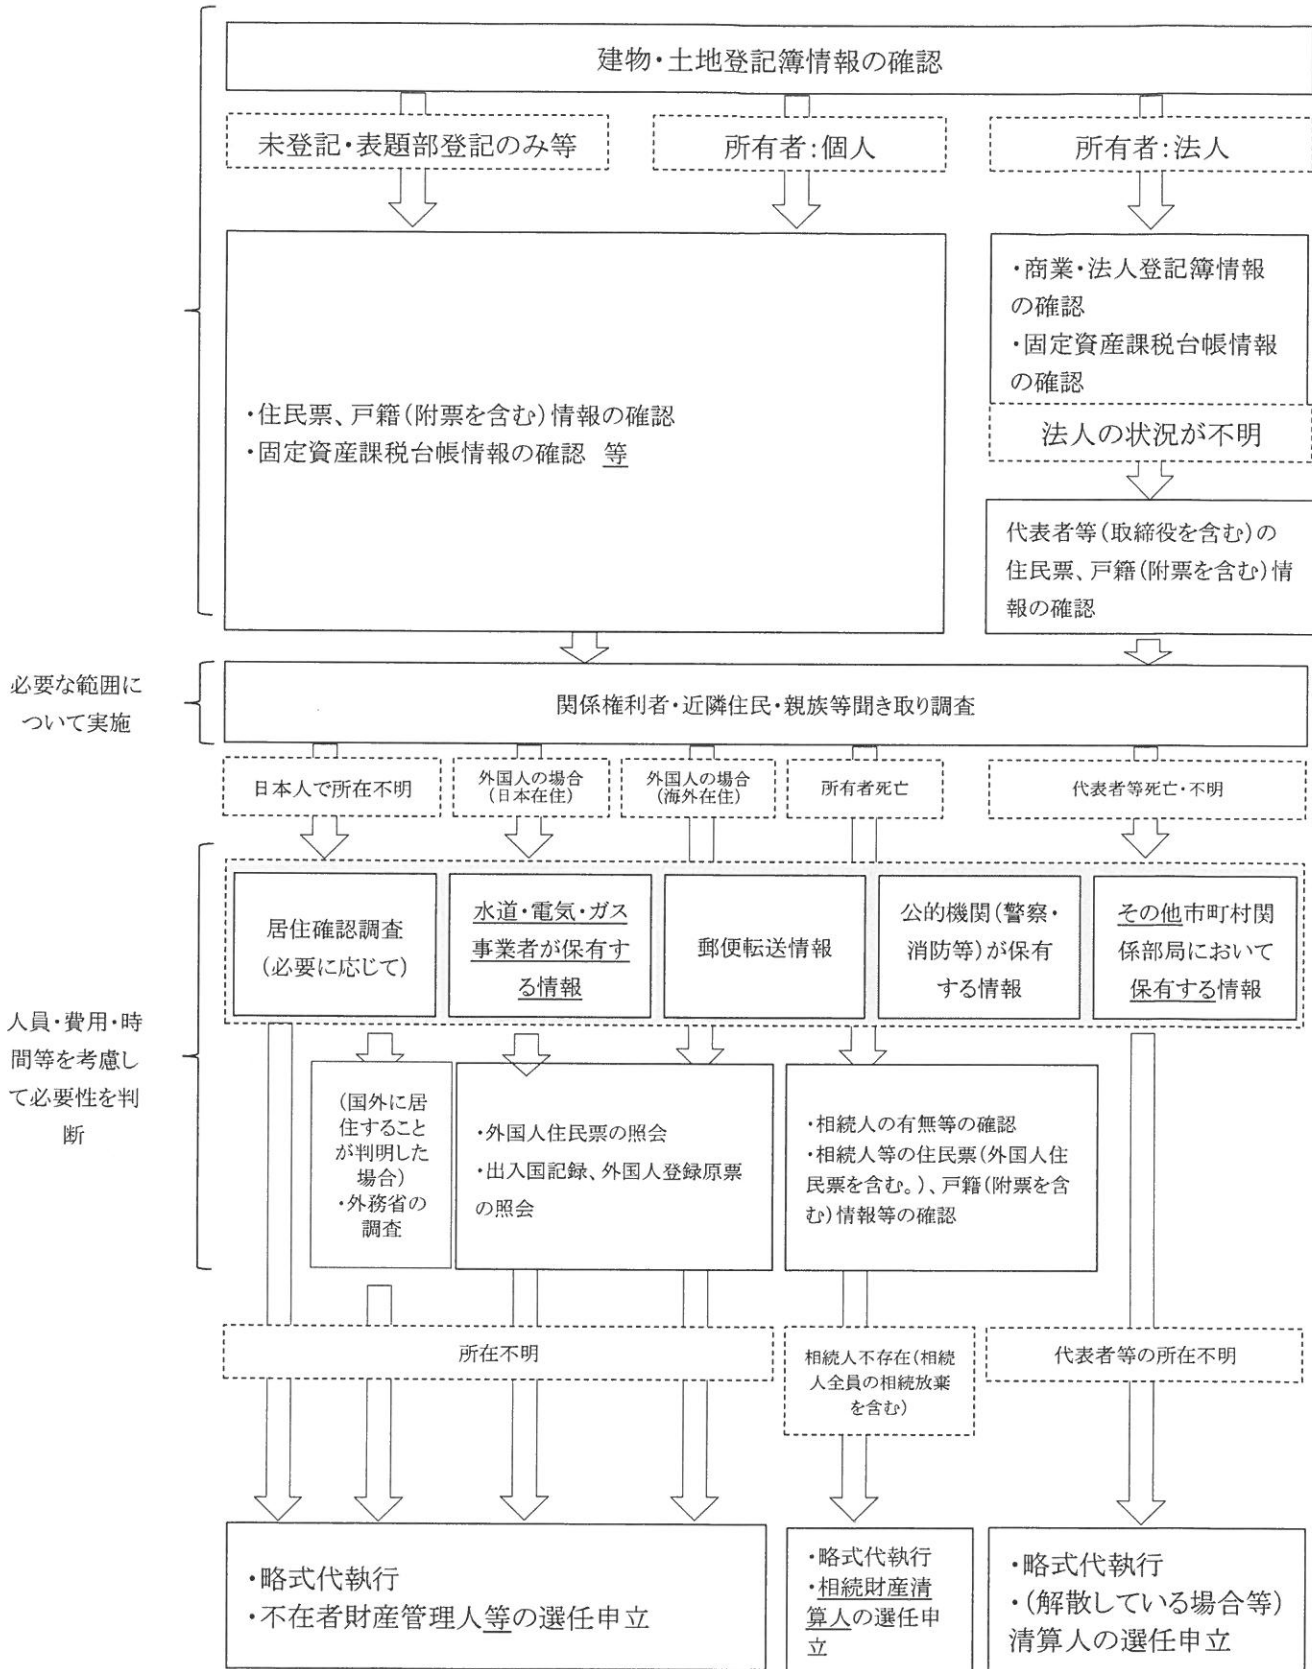 建物・土地登記簿情報の確認
未登記・表題部登記のみ等
所有者:個人
所有者:法人
・住民票、戸籍(附票を含む)情報の確認
・固定資産課税台帳情報の確認 等
・商業・法人登記簿情報
の確認
・固定資産課税台帳情報
の確認
法人の状況が不明
代表者等(取締役を含む)の
住民票、戸籍(附票を含む)情
報の確認
必要な範囲に
ついて実施
関係権利者・近隣住民・親族等聞き取り調査
日本人で所在不明
外国人の場合
(日本在住)
外国人の場合
(海外在住)
所有者死亡
代表者等死亡・不明
人員・費用・時
間等を考慮し
て必要性を判
断
居住確認調査
(必要に応じて)
水道・電気・ガス
事業者が保有す
る情報
郵便転送情報
公的機関(警察・
消防等)が保有
する情報
その他市町村関
係部局において
保有する情報
(国外に居
住すること
が判明した
場合)
・外務省の
調査
・外国人住民票の照会
・出入国記録、外国人登録原票
の照会
・相続人の有無等の確認
・相続人等の住民票(外国人住
民票を含む。)、戸籍(附票を含
む)情報等の確認
所在不明
相続人不存在(相続
人全員の相続放棄
を含む)
代表者等の所在不明
・略式代執行
・不在者財産管理人等の選任申立
・略式代執行
・相続財産清
算人の選任申
立
・略式代執行
・(解散している場合等)
清算人の選任申立